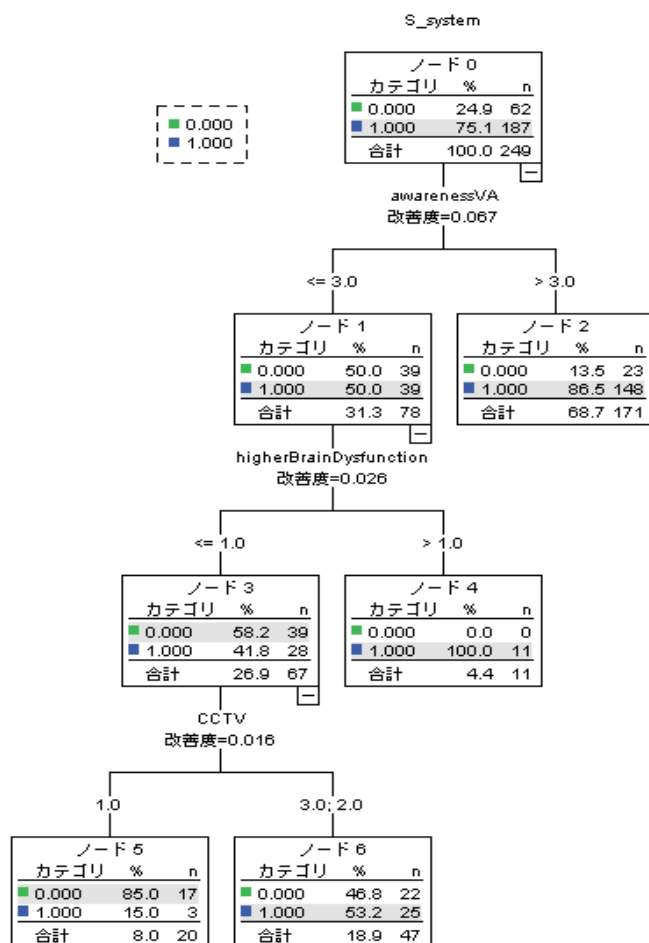 S_system
ノード 0
カテゴリ % n
0.000 24.9 62
1.000 75.1 187
合計 100.0 249
0.000
1.000
awarenessVA
改善度=0.067
<= 3.0
> 3.0
ノード 1
カテゴリ % n
0.000 50.0 39
1.000 50.0 39
合計 31.3 78
ノード 2
カテゴリ % n
0.000 13.5 23
1.000 86.5 148
合計 68.7 171
higherBrainDysfunction
改善度=0.026
<= 1.0
> 1.0
ノード 3
カテゴリ % n
0.000 58.2 39
1.000 41.8 28
合計 26.9 67
ノード 4
カテゴリ % n
0.000 0.0 0
1.000 100.0 11
合計 4.4 11
CCTV
改善度=0.016
1.0
3.0; 2.0
ノード 5
カテゴリ % n
0.000 85.0 17
1.000 15.0 3
合計 8.0 20
ノード 6
カテゴリ % n
0.000 46.8 22
1.000 53.2 25
合計 18.9 47